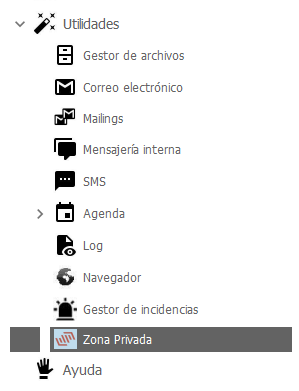 Utilidades
Gestor de archivos
Correo electrónico
Mailings
Mensajería interna
SMS
Agenda
Log
Navegador
Gestor de incidencias
Zona Privada
Ayuda